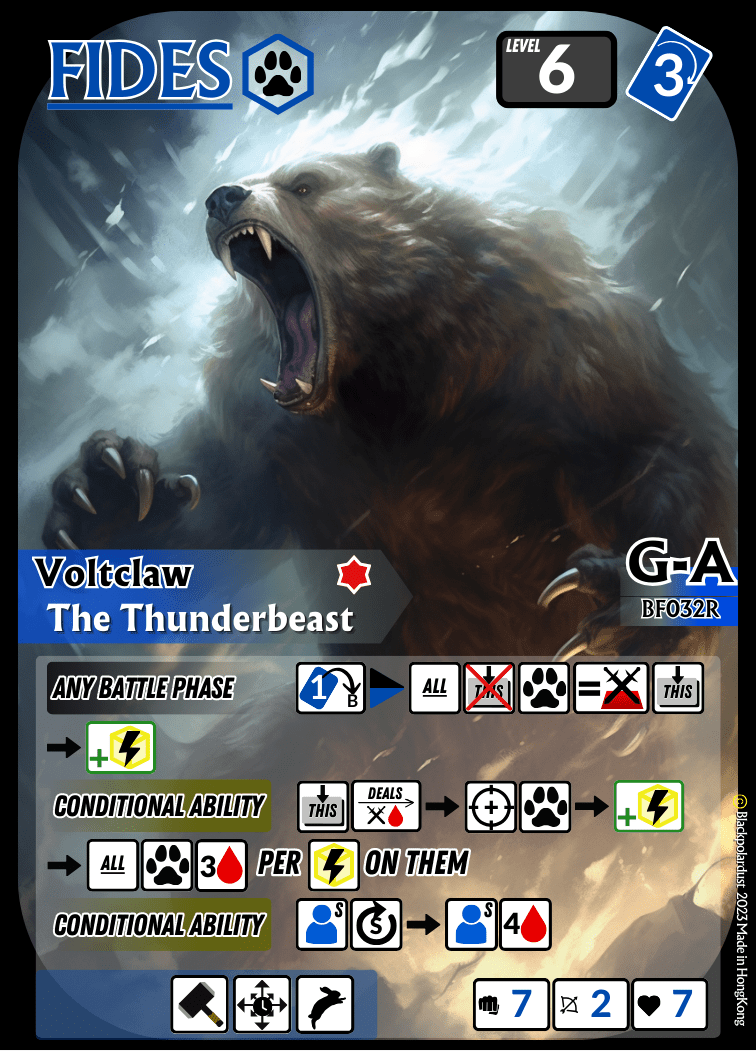 FIDES
LEVEL 6
3
Voltclaw
The Thunderbeast
G-A
BF032R
ANY BATTLE PHASE 1 B ALL THIS = THIS
+
CONDITIONAL ABILITY THIS DEALS +
ALL 3 PER ON THEM
CONDITIONAL ABILITY S S S 4
7 2 7
© Blackpolardust 2023 Made in HongKong